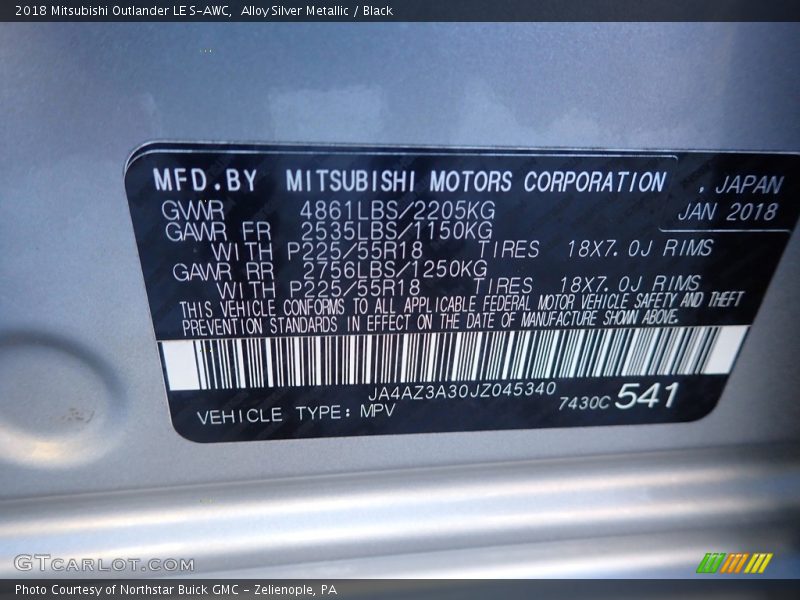 2018 Mitsubishi Outlander LE S-AWC, Alloy Silver Metallic / Black
MFD.BY MITSUBISHI MOTORS CORPORATION , JAPAN
GVWR 4861LBS/2205KG JAN 2018
GAWR FR 2535LBS/1150KG
WITH P225/55R18 TIRES 18X7.0J RIMS
GAWR RR 2756LBS/1250KG
WITH P225/55R18 TIRES 18X7.0J RIMS
THIS VEHICLE CONFORMS TO ALL APPLICABLE FEDERAL MOTOR VEHICLE SAFETY AND THEFT
PREVENTION STANDARDS IN EFFECT ON THE DATE OF MANUFACTURE SHOWN ABOVE.
JA4AZ3A30JZ045340
VEHICLE TYPE: MPV 7430C 541
GTCARLOT.COM
Photo Courtesy of Northstar Buick GMC - Zelienople, PA